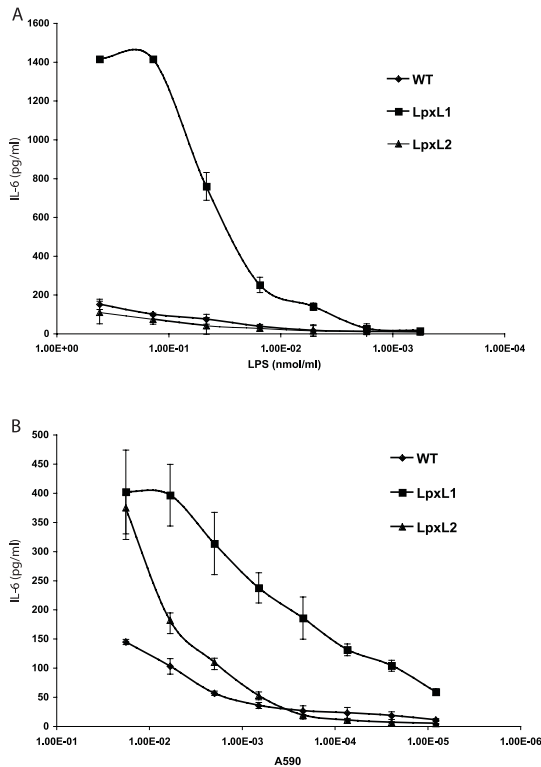 A
1600
1400
1200
1000
800
600
400
200
0
IL-6 (pg/ml)
WT
LpxL1
LpxL2
1.00E+00 1.00E-01 1.00E-02 1.00E-03 1.00E-04
LPS (nmol/ml)
B
500
450
400
350
300
250
200
150
100
50
0
IL-6 (pg/ml)
WT
LpxL1
LpxL2
1.00E-01 1.00E-02 1.00E-03 1.00E-04 1.00E-05 1.00E-06
A590